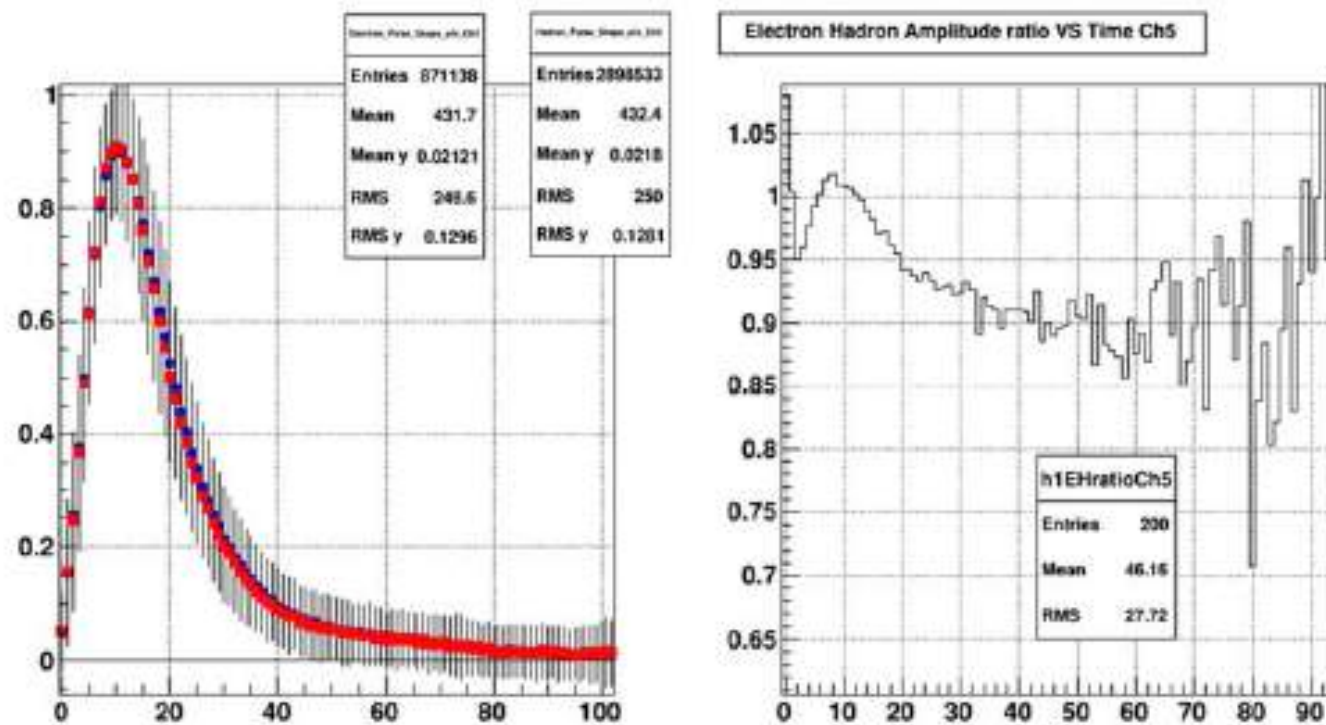 Entries 871138
Mean 431.7
Mean y 0.02121
RMS 248.6
RMS y 0.1296
Entries 2898533
Mean 432.4
Mean y 0.0218
RMS 250
RMS y 0.1281
1
0.8
0.6
0.4
0.2
0
0 20 40 60 80 100
Electron Hadron Amplitude ratio VS Time Ch5
1.05
1
0.95
0.9
0.85
0.8
0.75
0.7
0.65
h1EHratioCh5
Entries 200
Mean 46.16
RMS 27.72
0 10 20 30 40 50 60 70 80 90